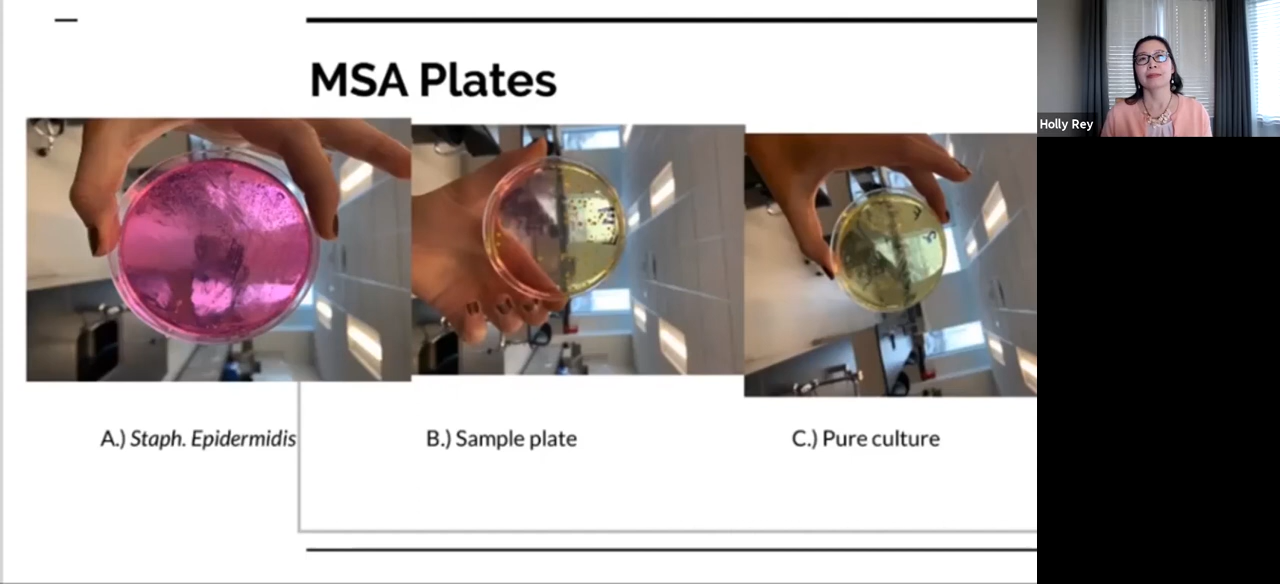 MSA Plates
Holly Rey
A.) Staph. Epidermidis
B.) Sample plate
C.) Pure culture